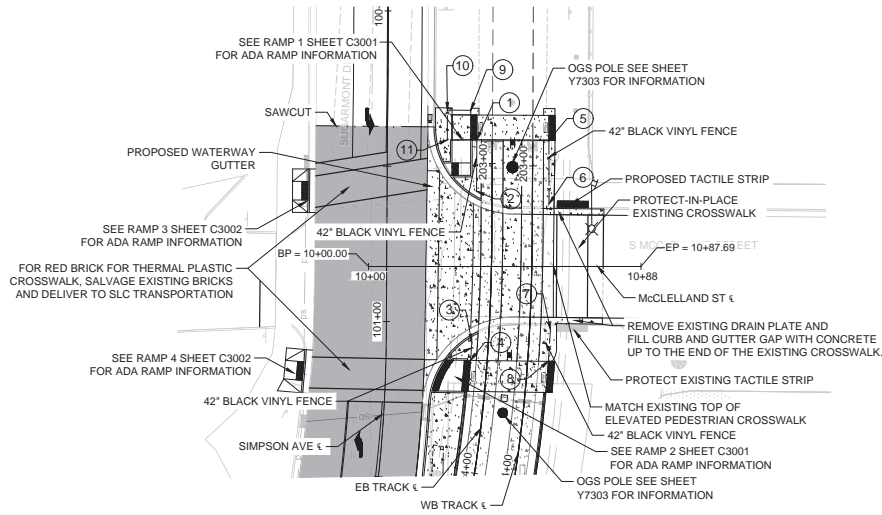 100+
SEE RAMP 1 SHEET C3001
FOR ADA RAMP INFORMATION
10
9
OGS POLE SEE SHEET
Y7303 FOR INFORMATION
SUGARMONT D
1
SAWCUT
5
42" BLACK VINYL FENCE
11
PROPOSED WATERWAY
GUTTER
203+00
203+00
6
PROPOSED TACTILE STRIP
2
PROTECT-IN-PLACE
EXISTING CROSSWALK
SEE RAMP 3 SHEET C3002
FOR ADA RAMP INFORMATION
42" BLACK VINYL FENCE
BP = 10+00.00
EP = 10+87.69
10+00
10+88
FOR RED BRICK FOR THERMAL PLASTIC
CROSSWALK, SALVAGE EXISTING BRICKS
AND DELIVER TO SLC TRANSPORTATION
7
McCLELLAND ST ℄
101+00
3
REMOVE EXISTING DRAIN PLATE AND
FILL CURB AND GUTTER GAP WITH CONCRETE
UP TO THE END OF THE EXISTING CROSSWALK.
SEE RAMP 4 SHEET C3002
FOR ADA RAMP INFORMATION
4
8
PROTECT EXISTING TACTILE STRIP
42" BLACK VINYL FENCE
MATCH EXISTING TOP OF
ELEVATED PEDESTRIAN CROSSWALK
42" BLACK VINYL FENCE
SIMPSON AVE ℄
SEE RAMP 2 SHEET C3001
FOR ADA RAMP INFORMATION
EB TRACK ℄
OGS POLE SEE SHEET
Y7303 FOR INFORMATION
WB TRACK ℄